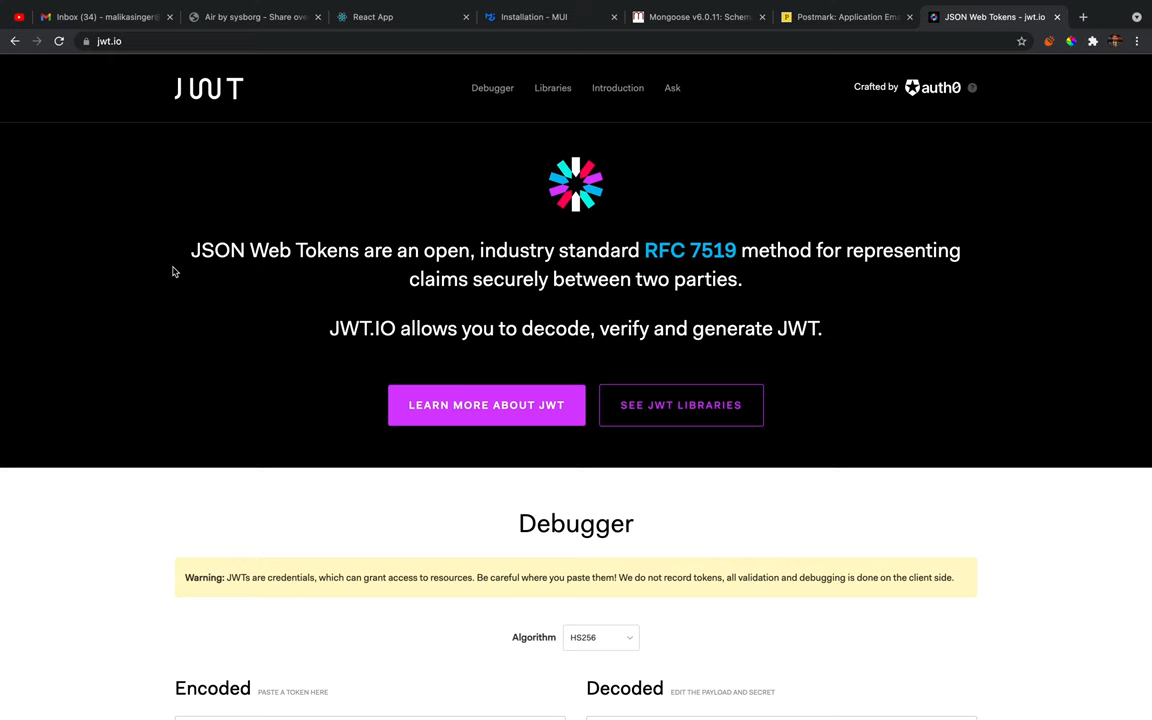 Inbox (34) - malikasinger@
Air by sysborg - Share ove
React App
Installation - MUI
Mongoose v6.0.11: Schem
Postmark: Application Ema
JSON Web Tokens - jwt.io
jwt.io
JWT
Debugger
Libraries
Introduction
Ask
Crafted by auth0
?
JSON Web Tokens are an open, industry standard RFC 7519 method for representing
claims securely between two parties.
JWT.IO allows you to decode, verify and generate JWT.
LEARN MORE ABOUT JWT
SEE JWT LIBRARIES
Debugger
Warning: JWTs are credentials, which can grant access to resources. Be careful where you paste them! We do not record tokens, all validation and debugging is done on the client side.
Algorithm HS256
Encoded PASTE A TOKEN HERE
Decoded EDIT THE PAYLOAD AND SECRET